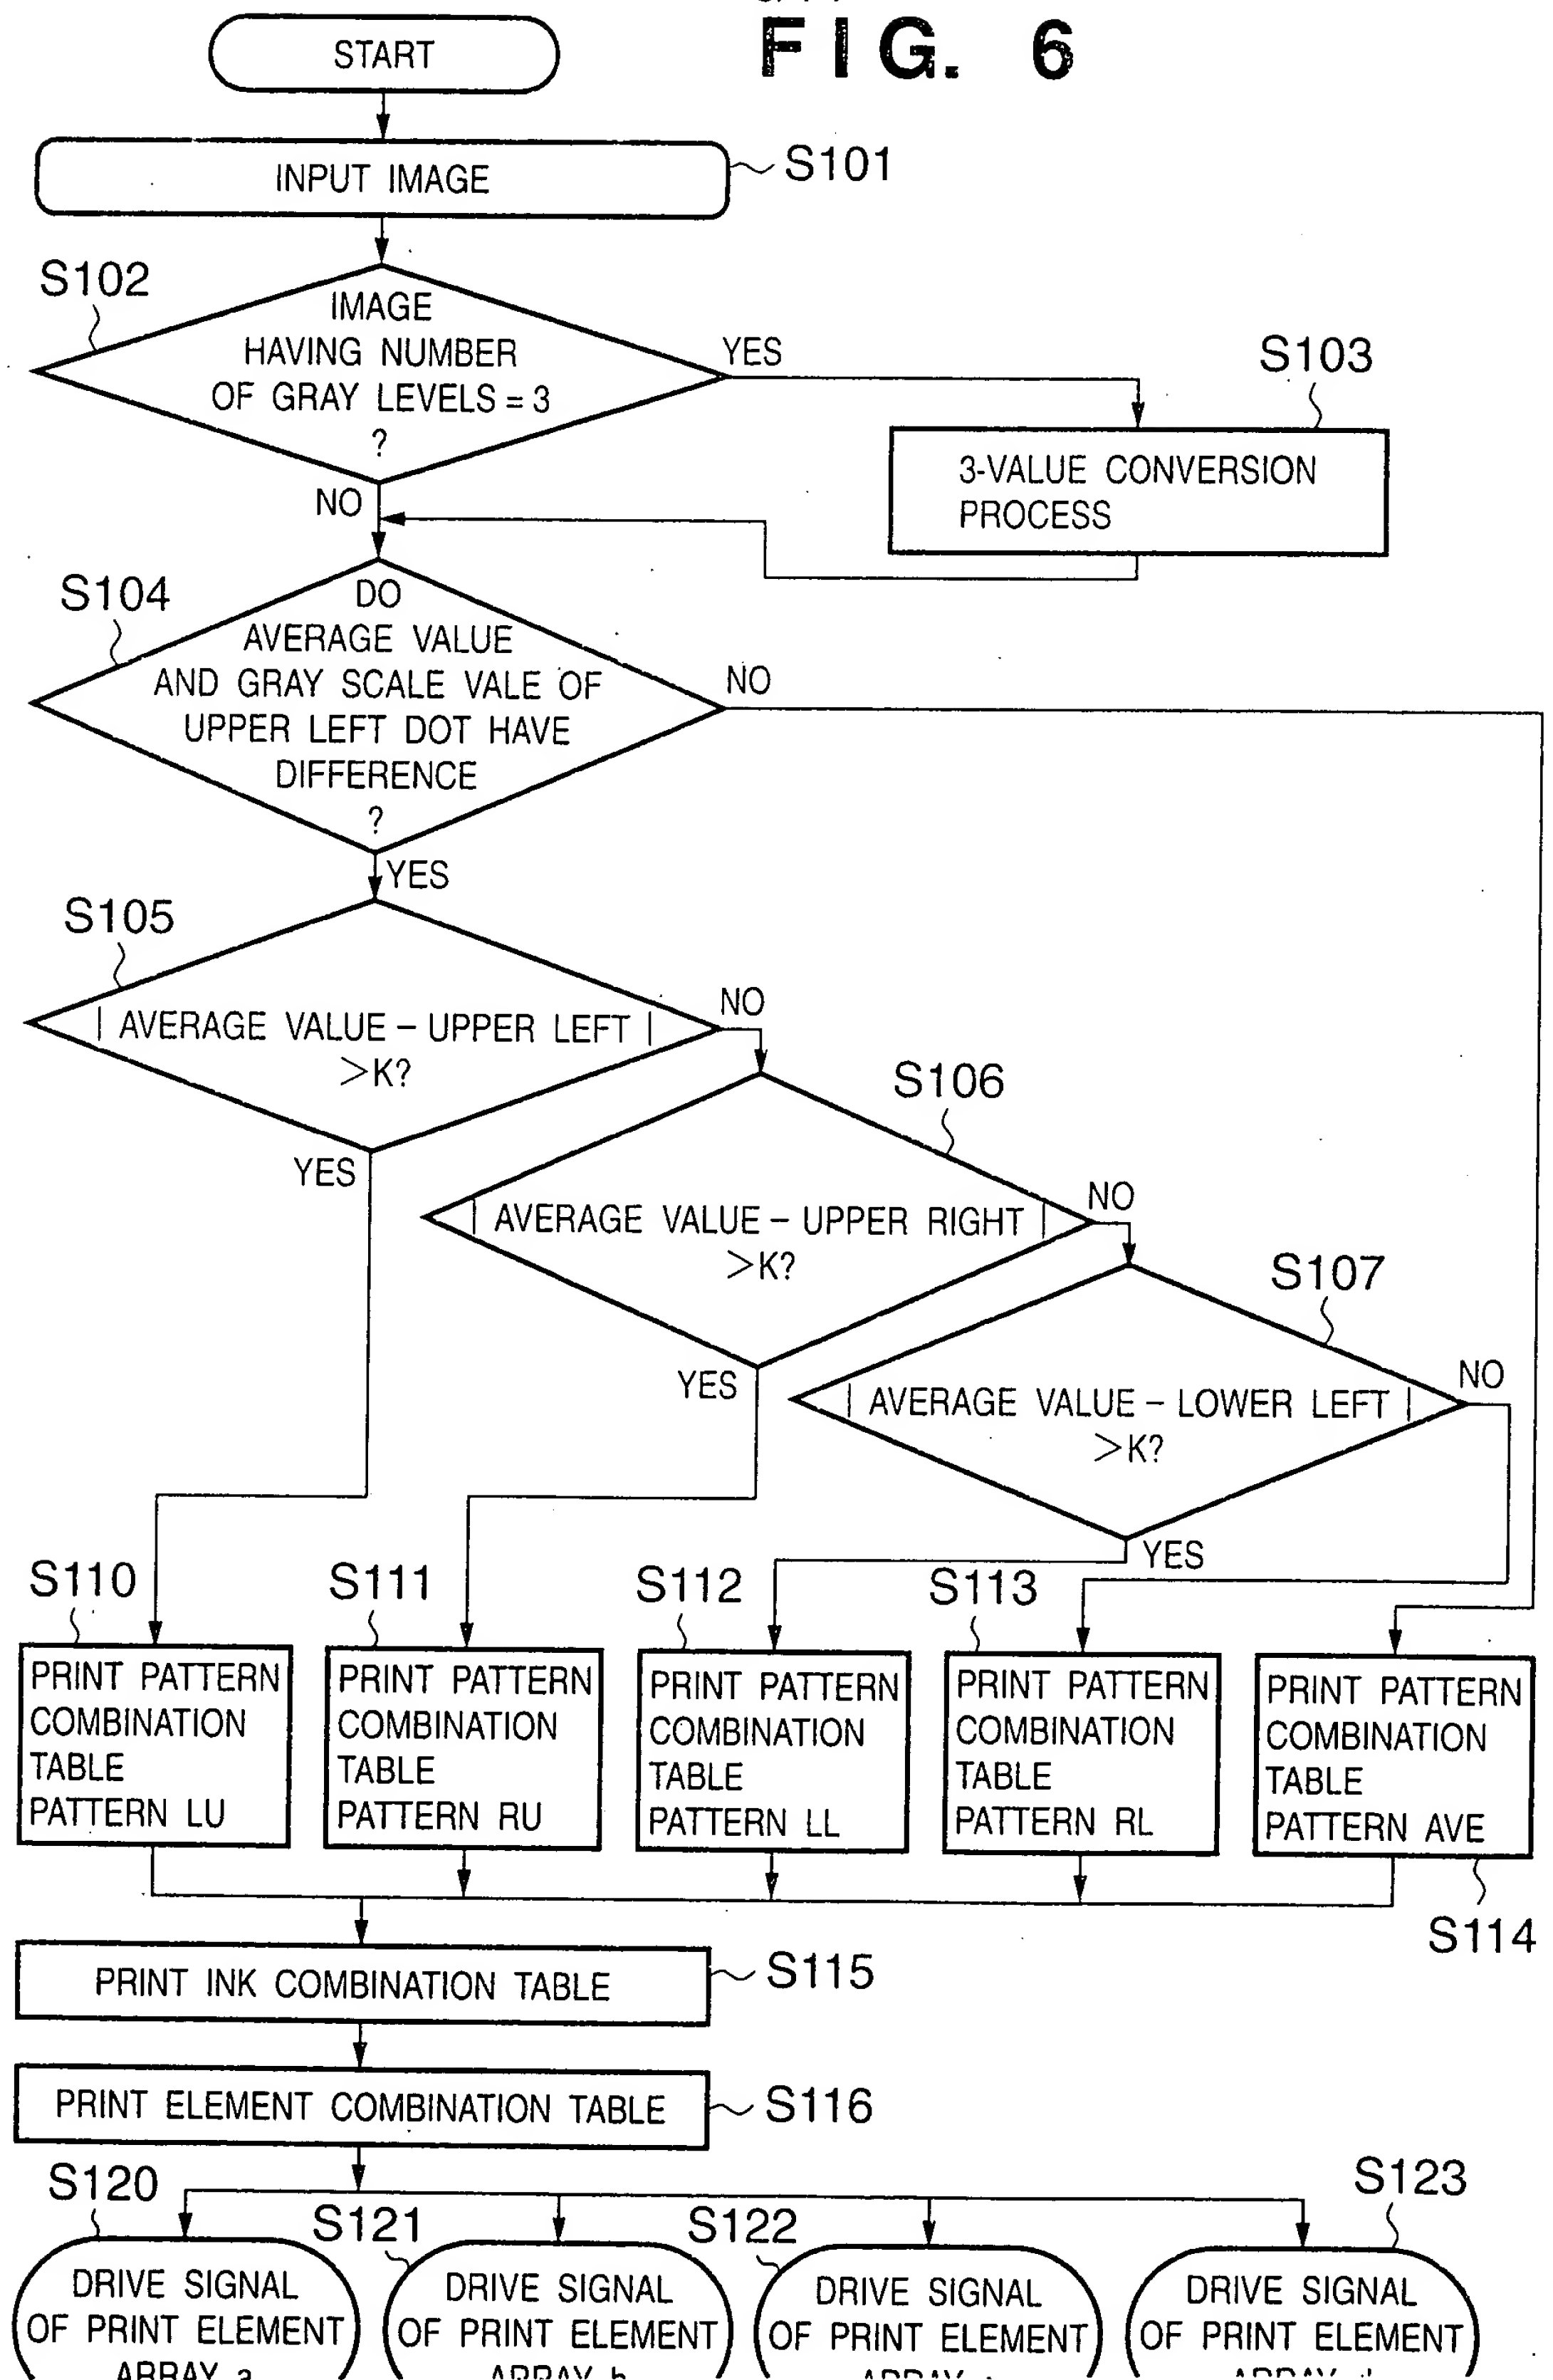 FIG. 6
START
INPUT IMAGE
S101
S102
IMAGE
HAVING NUMBER
OF GRAY LEVELS = 3
?
YES
NO
S103
3-VALUE CONVERSION
PROCESS
S104
DO
AVERAGE VALUE
AND GRAY SCALE VALE OF
UPPER LEFT DOT HAVE
DIFFERENCE
?
NO
YES
S105
| AVERAGE VALUE – UPPER LEFT |
>K?
NO
YES
S106
| AVERAGE VALUE – UPPER RIGHT |
>K?
NO
YES
S107
| AVERAGE VALUE – LOWER LEFT |
>K?
NO
YES
S110
PRINT PATTERN
COMBINATION
TABLE
PATTERN LU
S111
PRINT PATTERN
COMBINATION
TABLE
PATTERN RU
S112
PRINT PATTERN
COMBINATION
TABLE
PATTERN LL
S113
PRINT PATTERN
COMBINATION
TABLE
PATTERN RL
PRINT PATTERN
COMBINATION
TABLE
PATTERN AVE
S114
PRINT INK COMBINATION TABLE
S115
PRINT ELEMENT COMBINATION TABLE
S116
S120
DRIVE SIGNAL
OF PRINT ELEMENT
ARRAY a
S121
DRIVE SIGNAL
OF PRINT ELEMENT
ARRAY b
S122
DRIVE SIGNAL
OF PRINT ELEMENT
ARRAY
S123
DRIVE SIGNAL
OF PRINT ELEMENT
ARRAY